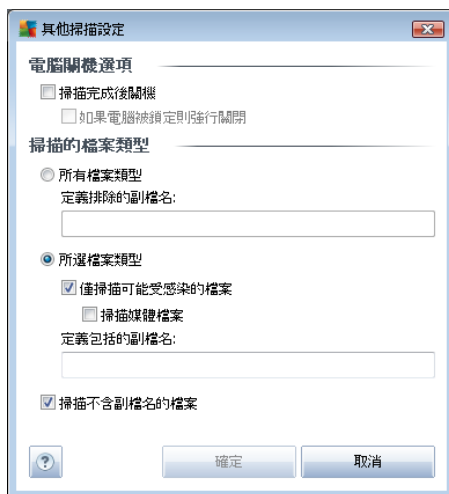 其他掃描設定
電腦關機選項
掃描完成後關機
如果電腦被鎖定則強行關閉
掃描的檔案類型
所有檔案類型
定義排除的副檔名:
所選檔案類型
僅掃描可能受感染的檔案
掃描媒體檔案
定義包括的副檔名:
掃描不含副檔名的檔案
?
確定
取消